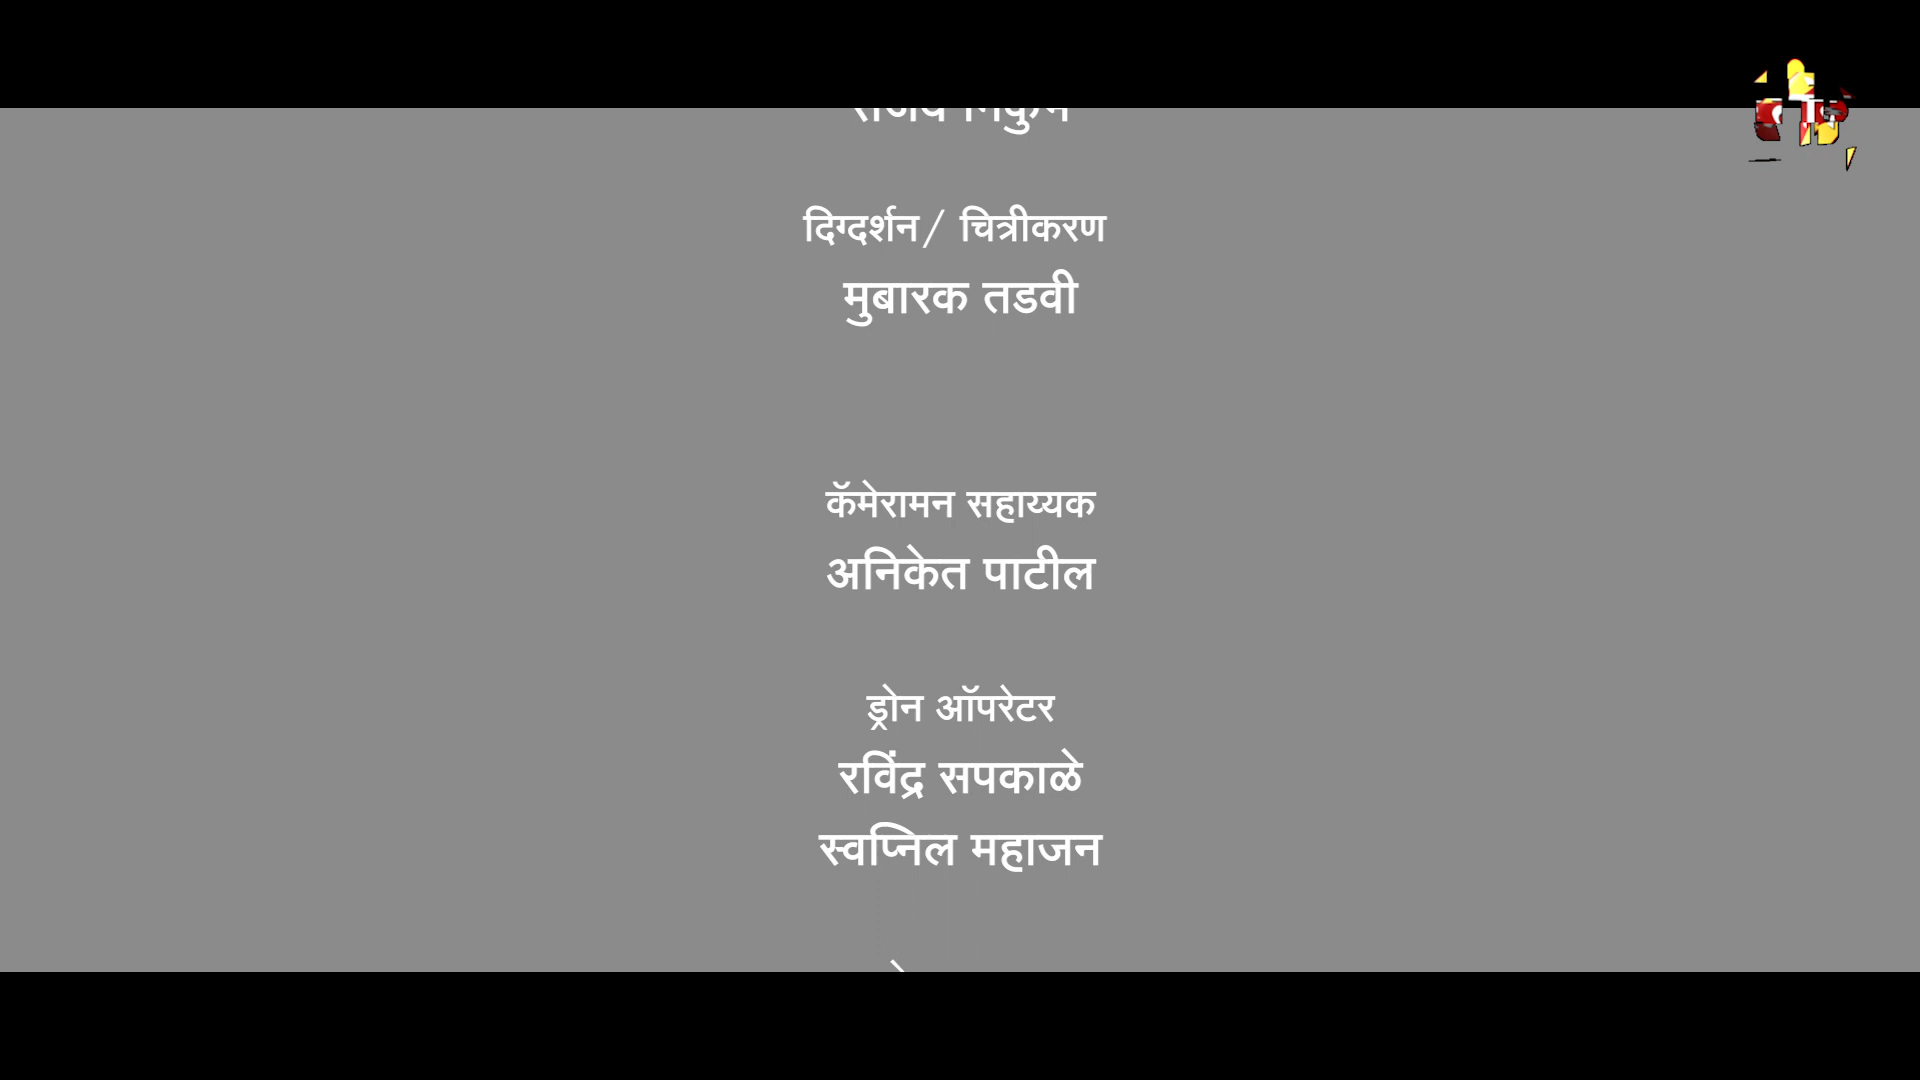 दिग्दर्शन/ चित्रीकरण
मुबारक तडवी
कॅमेरामन सहाय्यक
अनिकेत पाटील
ड्रोन ऑपरेटर
रविंद्र सपकाळे
स्वप्निल महाजन